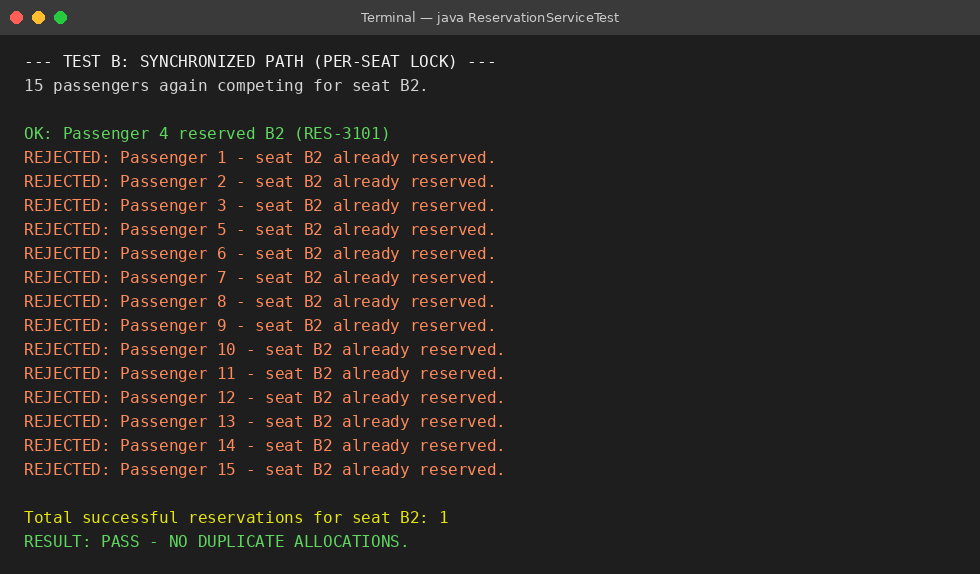 Terminal — java ReservationServiceTest
--- TEST B: SYNCHRONIZED PATH (PER-SEAT LOCK) ---
15 passengers again competing for seat B2.
OK: Passenger 4 reserved B2 (RES-3101)
REJECTED: Passenger 1 - seat B2 already reserved.
REJECTED: Passenger 2 - seat B2 already reserved.
REJECTED: Passenger 3 - seat B2 already reserved.
REJECTED: Passenger 5 - seat B2 already reserved.
REJECTED: Passenger 6 - seat B2 already reserved.
REJECTED: Passenger 7 - seat B2 already reserved.
REJECTED: Passenger 8 - seat B2 already reserved.
REJECTED: Passenger 9 - seat B2 already reserved.
REJECTED: Passenger 10 - seat B2 already reserved.
REJECTED: Passenger 11 - seat B2 already reserved.
REJECTED: Passenger 12 - seat B2 already reserved.
REJECTED: Passenger 13 - seat B2 already reserved.
REJECTED: Passenger 14 - seat B2 already reserved.
REJECTED: Passenger 15 - seat B2 already reserved.
Total successful reservations for seat B2: 1
RESULT: PASS - NO DUPLICATE ALLOCATIONS.